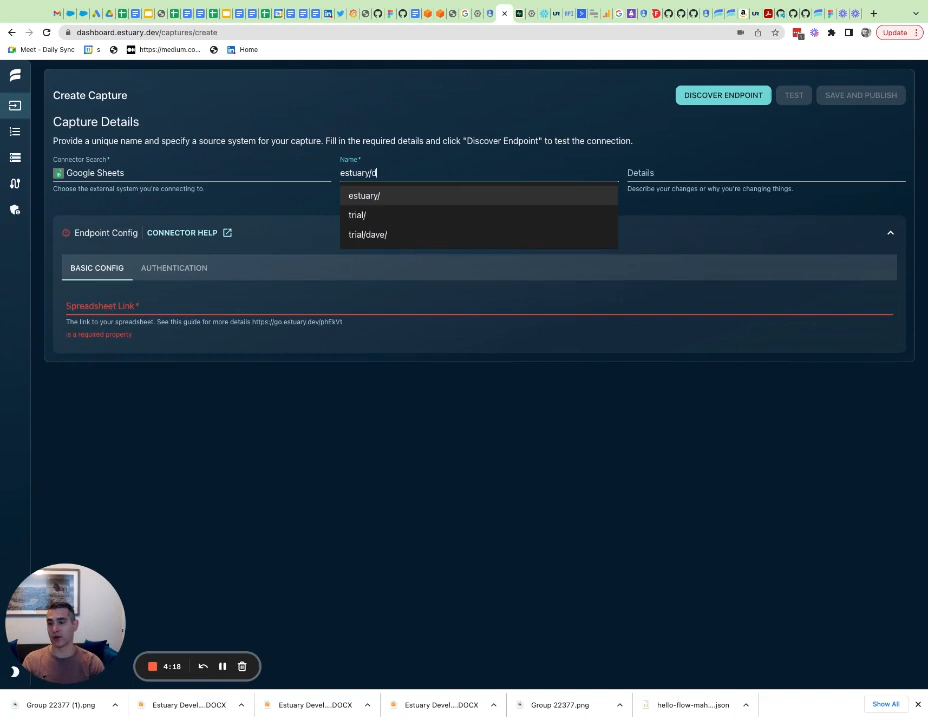 dashboard.estuary.dev/captures/create
Update
Meet - Daily Sync
s
https://medium.co...
Home
Create Capture
DISCOVER ENDPOINT
TEST
SAVE AND PUBLISH
Capture Details
Provide a unique name and specify a source system for your capture. Fill in the required details and click "Discover Endpoint" to test the connection.
Connector Search*
Name*
Google Sheets
estuary/d
Details
Choose the external system you're connecting to.
Describe your changes or why you're changing things.
estuary/
trial/
trial/dave/
Endpoint Config
CONNECTOR HELP
BASIC CONFIG
AUTHENTICATION
Spreadsheet Link*
The link to your spreadsheet. See this guide for more details https://go.estuary.dev/phEkVt
is a required property
4:18
Group 22377 (1).png
Estuary Devel....DOCX
Estuary Devel....DOCX
Estuary Devel....DOCX
Group 22377.png
hello-flow-mah....json
Show All